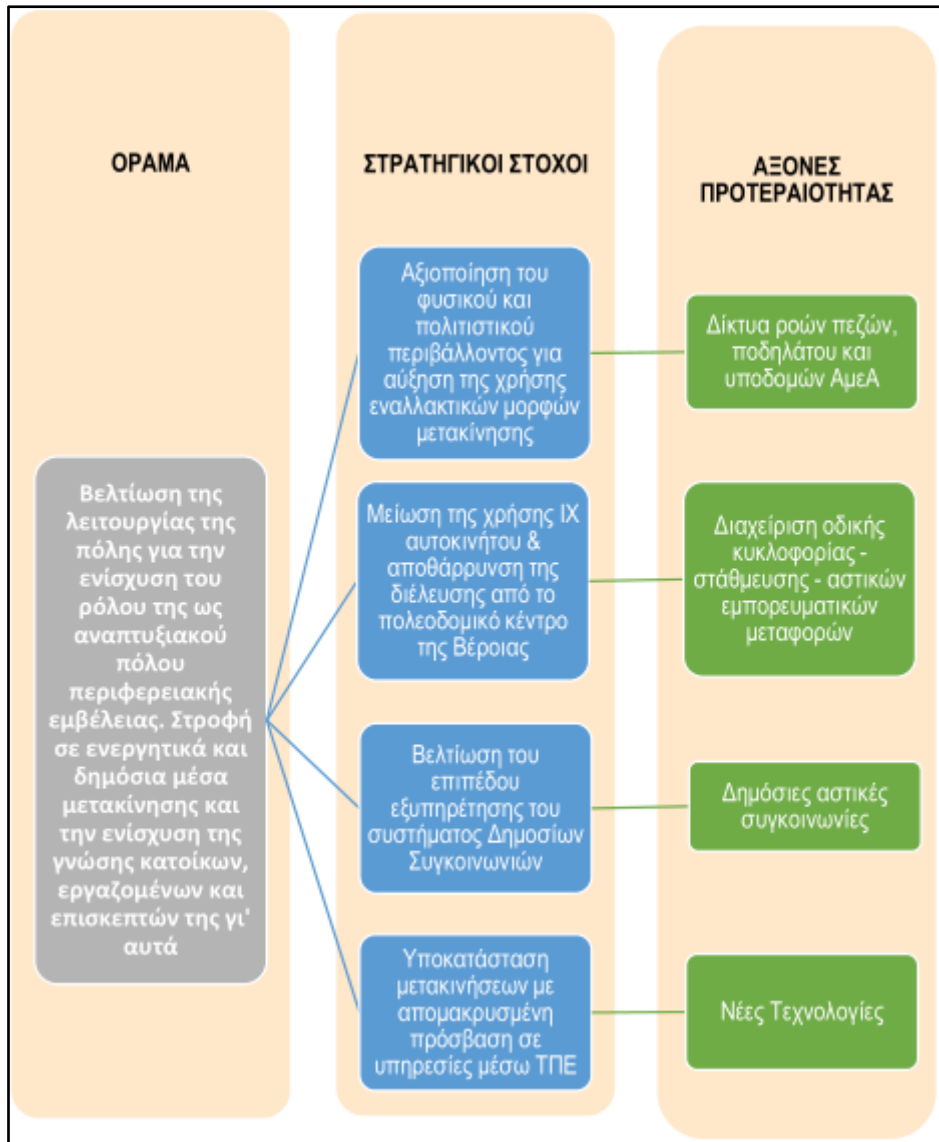 ΟΡΑΜΑ
Βελτίωση της
λειτουργίας της
πόλης για την
ενίσχυση του
ρόλου της ως
αναπτυξιακού
πόλου
περιφερειακής
εμβέλειας. Στροφή
σε ενεργητικά και
δημόσια μέσα
μετακίνησης και
την ενίσχυση της
γνώσης κατοίκων,
εργαζομένων και
επισκεπτών της γι'
αυτά
ΣΤΡΑΤΗΓΙΚΟΙ ΣΤΟΧΟΙ
Αξιοποίηση του
φυσικού και
πολιτιστικού
περιβάλλοντος για
αύξηση της χρήσης
εναλλακτικών μορφών
μετακίνησης
Μείωση της χρήσης ΙΧ
αυτοκινήτου &
αποθάρρυνση της
διέλευσης από το
πολεοδομικό κέντρο
της Βέροιας
Βελτίωση του
επιπέδου
εξυπηρέτησης του
συστήματος Δημοσίων
Συγκοινωνιών
Υποκατάσταση
μετακινήσεων με
απομακρυσμένη
πρόσβαση σε
υπηρεσίες μέσω ΤΠΕ
ΑΞΟΝΕΣ
ΠΡΟΤΕΡΑΙΟΤΗΤΑΣ
Δίκτυα ροών πεζών,
ποδηλάτου και
υποδομών ΑμεΑ
Διαχείριση οδικής
κυκλοφορίας -
στάθμευσης - αστικών
εμπορευματικών
μεταφορών
Δημόσιες αστικές
συγκοινωνίες
Νέες Τεχνολογίες